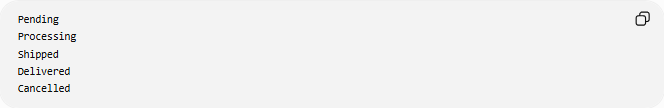 Pending
Processing
Shipped
Delivered
Cancelled